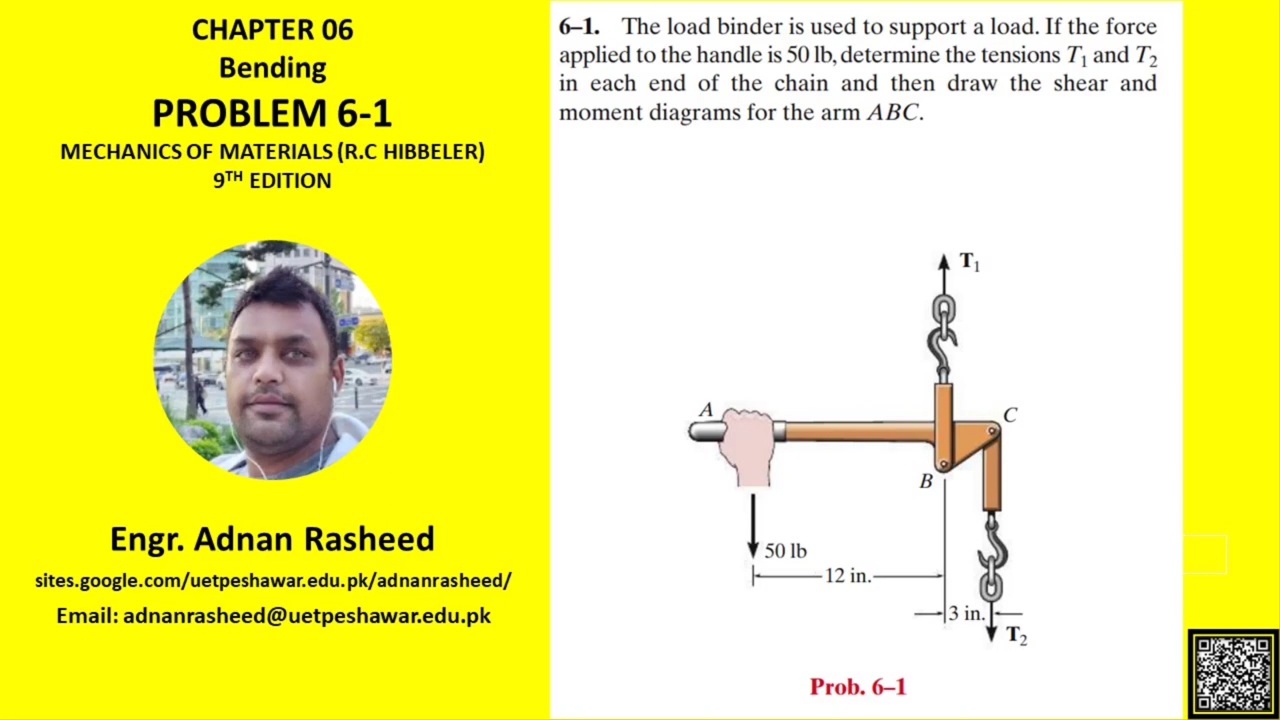 CHAPTER 06
Bending
PROBLEM 6-1
MECHANICS OF MATERIALS (R.C HIBBELER)
9TH EDITION
Engr. Adnan Rasheed
sites.google.com/uetpeshawar.edu.pk/adnanrasheed/
Email: adnanrasheed@uetpeshawar.edu.pk
6–1. The load binder is used to support a load. If the force
applied to the handle is 50 lb, determine the tensions T1 and T2
in each end of the chain and then draw the shear and
moment diagrams for the arm ABC.
T1
A
C
B
50 lb
12 in.
3 in.
T2
Prob. 6–1